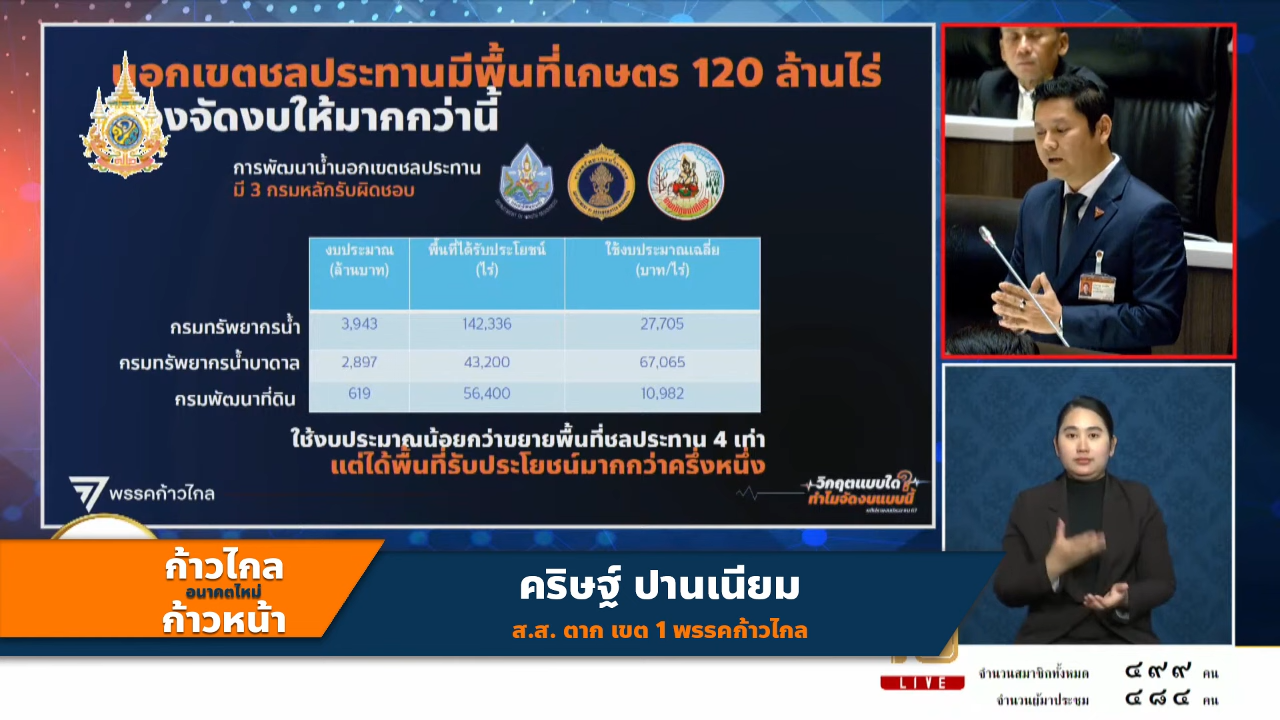 นอกเขตชลประทานมีพื้นที่เกษตร 120 ล้านไร่
จัดงบให้มากกว่านี้
การพัฒนาน้ำนอกเขตชลประทาน
มี 3 กรมหลักรับผิดชอบ
งบประมาณ (ล้านบาท) พื้นที่ได้รับประโยชน์ (ไร่) ใช้งบประมาณเฉลี่ย (บาท/ไร่)
กรมทรัพยากรน้ำ 3,943 142,336 27,705
กรมทรัพยากรน้ำบาดาล 2,897 43,200 67,065
กรมพัฒนาที่ดิน 619 56,400 10,982
ใช้งบประมาณน้อยกว่าขยายพื้นที่ชลประทาน 4 เท่า
แต่ได้พื้นที่รับประโยชน์มากกว่าครึ่งหนึ่ง
พรรคก้าวไกล
วิกฤตแบบใด?
ทำไมจัดงบแบบนี้
ก้าวไกล
อนาคตใหม่
ก้าวหน้า
คริษฐ์ ปานเนียม
ส.ส. ตาก เขต 1 พรรคก้าวไกล
LIVE
จำนวนสมาชิกทั้งหมด ๔๙๙ คน
จำนวนผู้มาประชุม ๔๘๔ คน